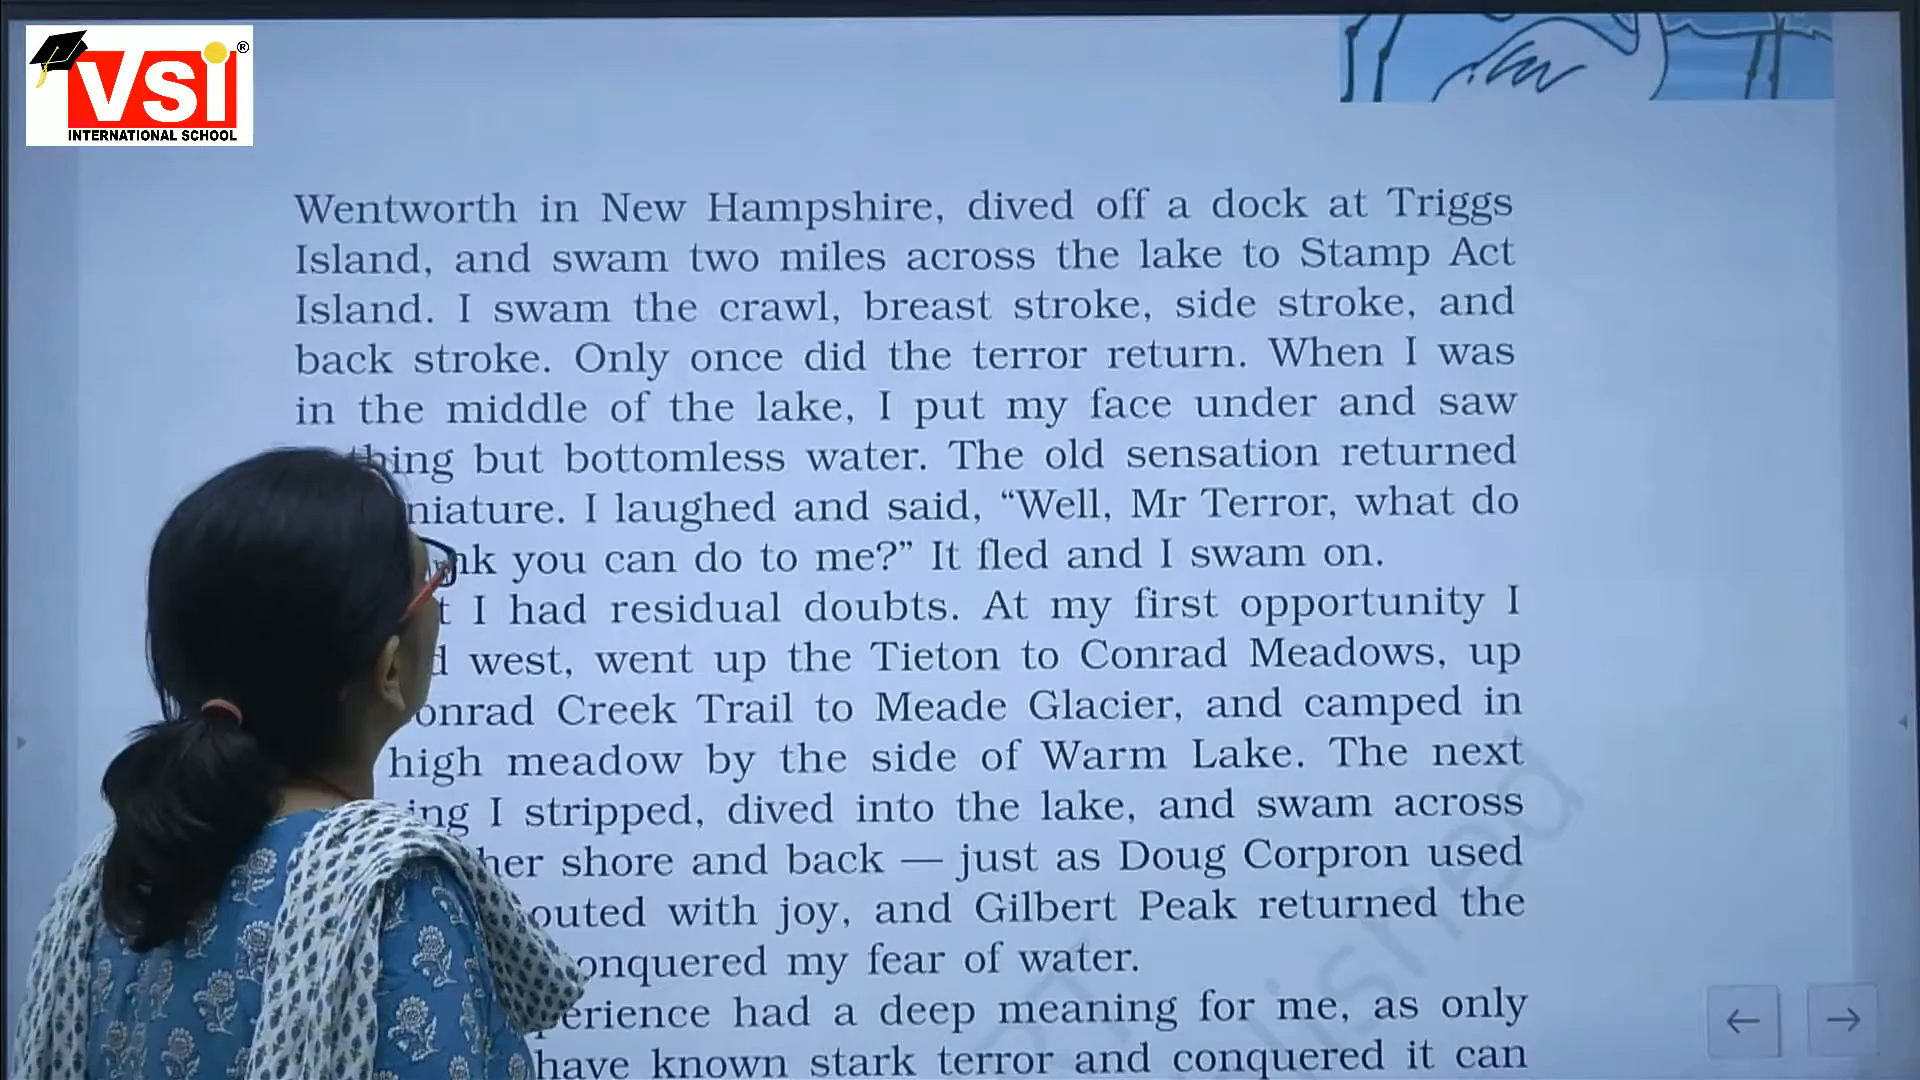 VSI®
INTERNATIONAL SCHOOL
Wentworth in New Hampshire, dived off a dock at Triggs
Island, and swam two miles across the lake to Stamp Act
Island. I swam the crawl, breast stroke, side stroke, and
back stroke. Only once did the terror return. When I was
in the middle of the lake, I put my face under and saw
thing but bottomless water. The old sensation returned
niature. I laughed and said, “Well, Mr Terror, what do
nk you can do to me?” It fled and I swam on.
t I had residual doubts. At my first opportunity I
d west, went up the Tieton to Conrad Meadows, up
onrad Creek Trail to Meade Glacier, and camped in
high meadow by the side of Warm Lake. The next
ing I stripped, dived into the lake, and swam across
her shore and back — just as Doug Corpron used
outed with joy, and Gilbert Peak returned the
onquered my fear of water.
perience had a deep meaning for me, as only
have known stark terror and conquered it can